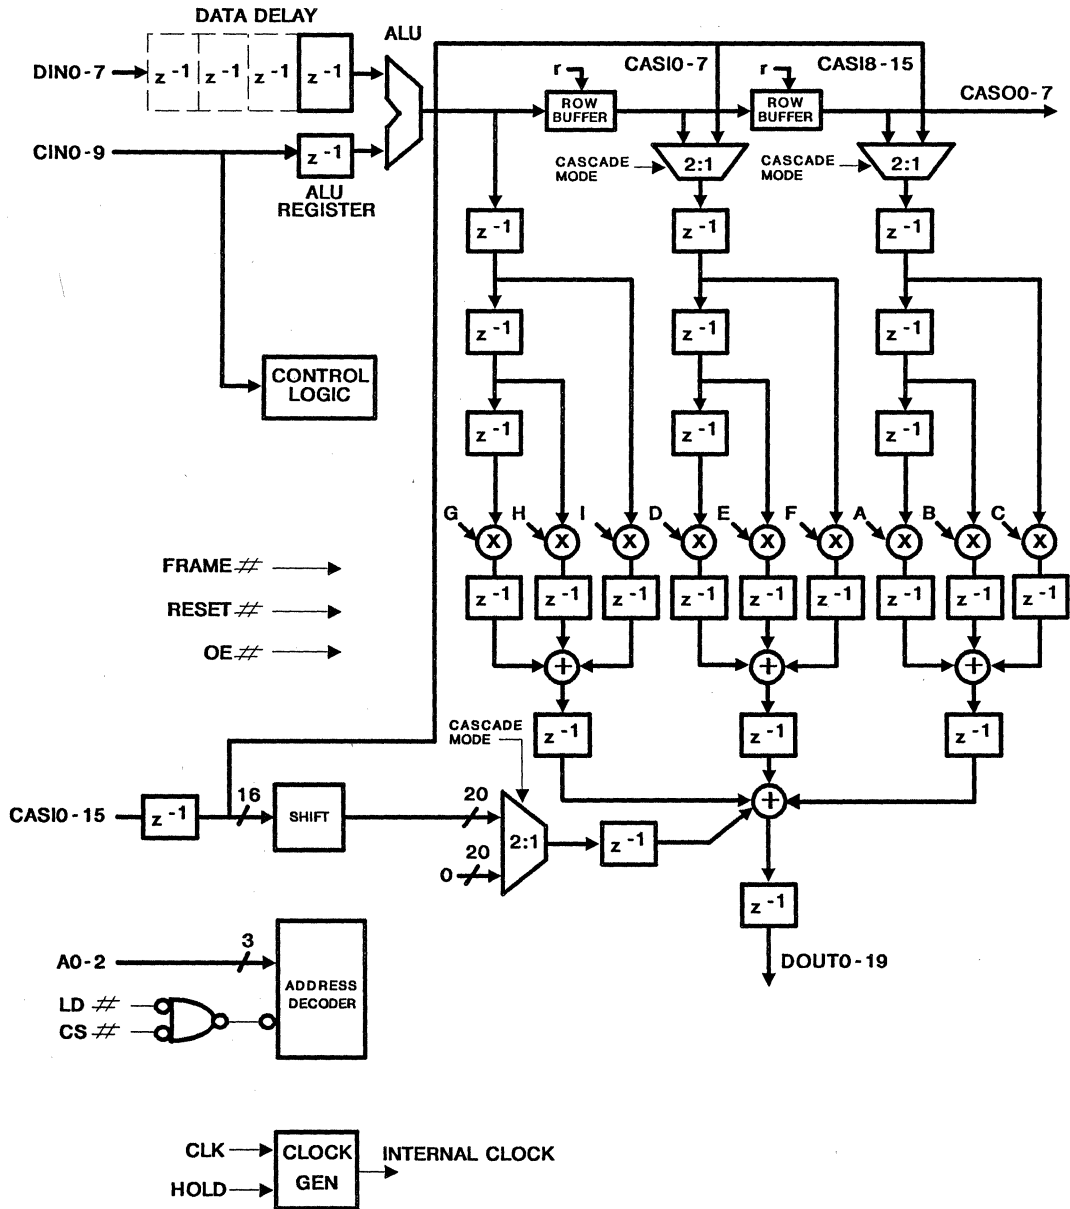 DATA DELAY
ALU
DIN0-7
z -1
z -1
z -1
z -1
CASI0-7
CASI8-15
r
r
ROW
BUFFER
ROW
BUFFER
CASO0-7
CIN0-9
z -1
ALU
REGISTER
CASCADE
MODE
2:1
CASCADE
MODE
2:1
z -1
z -1
z -1
z -1
z -1
z -1
CONTROL
LOGIC
z -1
z -1
z -1
G
H
I
D
E
F
A
B
C
X
X
X
X
X
X
X
X
X
FRAME#
z -1
z -1
z -1
z -1
z -1
z -1
z -1
z -1
z -1
RESET#
OE#
+
+
+
CASCADE
MODE
z -1
z -1
z -1
CASI0-15
z -1
16
SHIFT
20
2:1
20
0
z -1
+
z -1
DOUT0-19
A0-2
3
ADDRESS
DECODER
LD #
CS #
CLK
HOLD
CLOCK
GEN
INTERNAL CLOCK